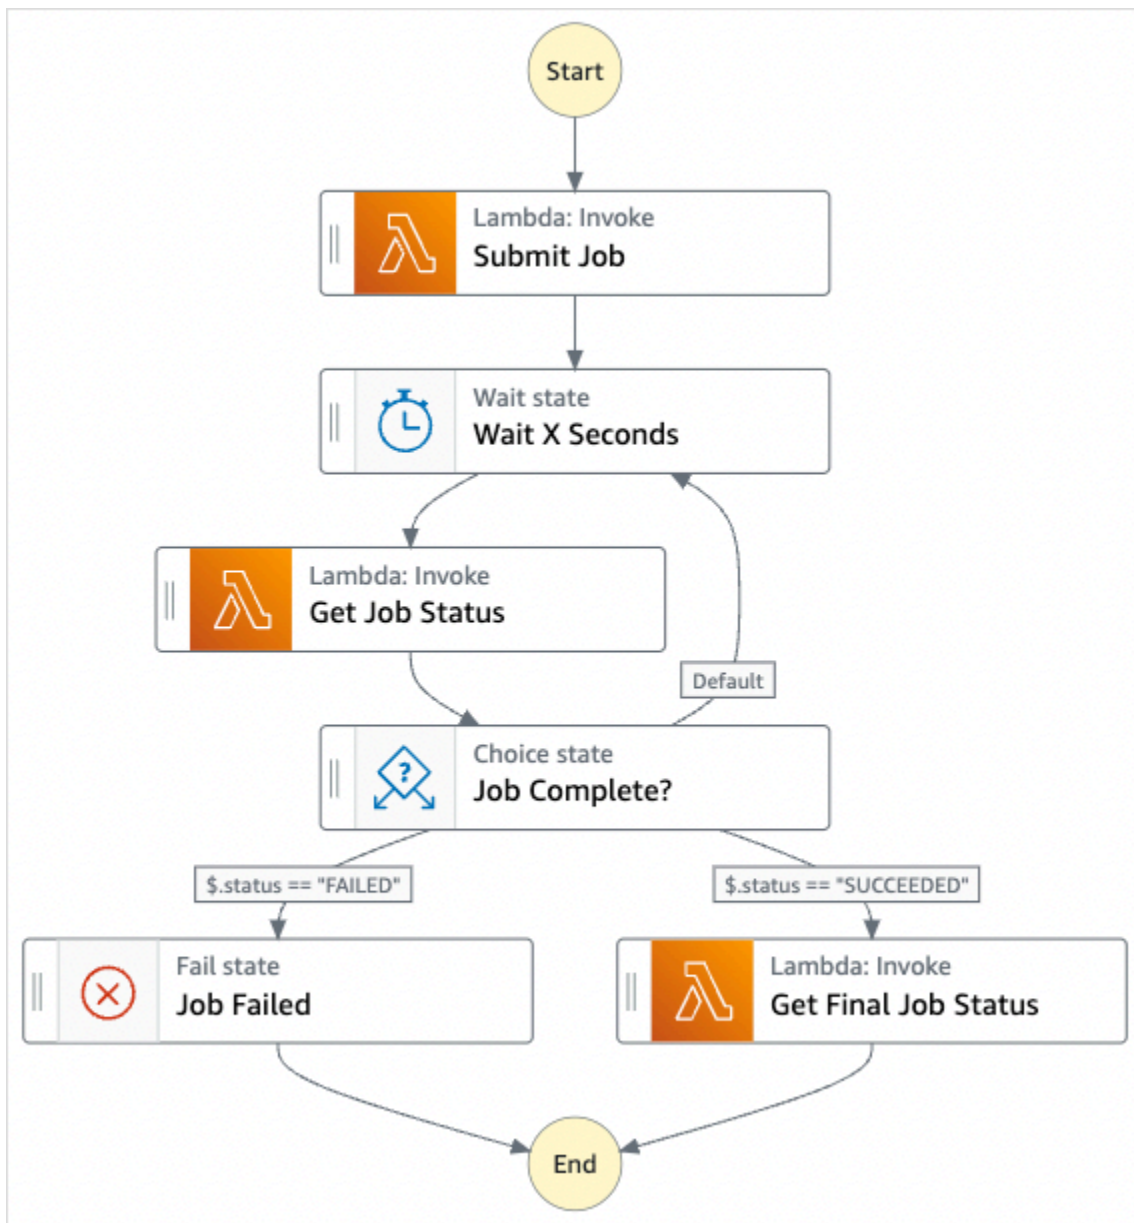 Start
Lambda: Invoke
Submit Job
Wait state
Wait X Seconds
Lambda: Invoke
Get Job Status
Default
Choice state
Job Complete?
$.status == "FAILED"
$.status == "SUCCEEDED"
Fail state
Job Failed
Lambda: Invoke
Get Final Job Status
End